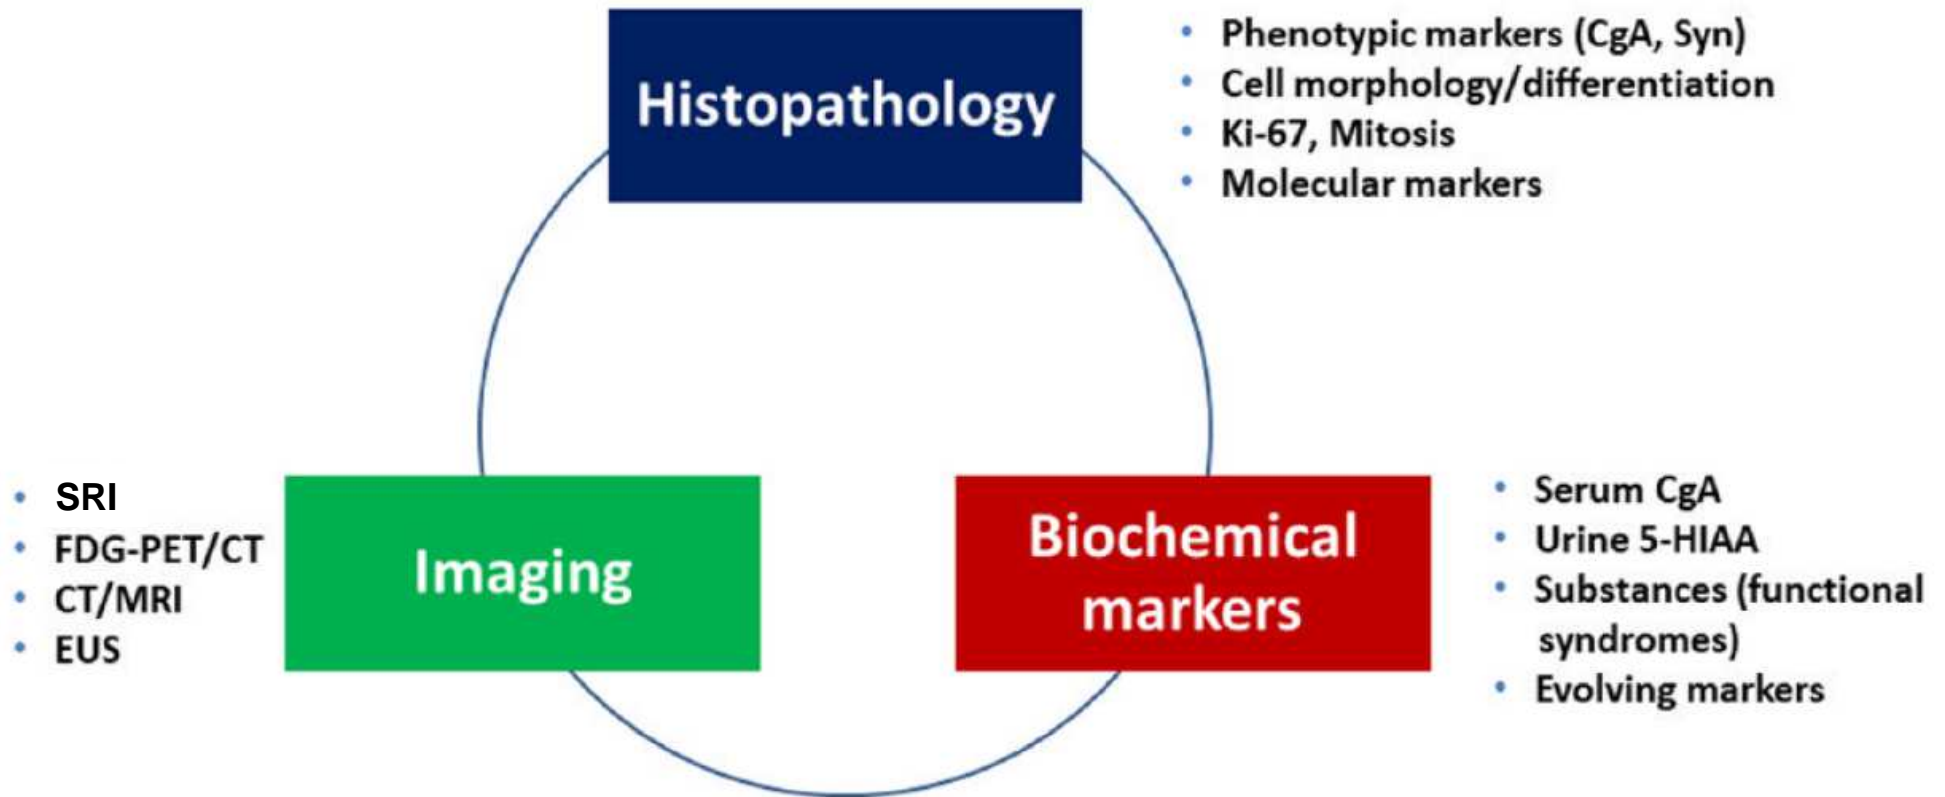 Histopathology
• Phenotypic markers (CgA, Syn)
• Cell morphology/differentiation
• Ki-67, Mitosis
• Molecular markers
• SRI
• FDG-PET/CT
• CT/MRI
• EUS
Imaging
Biochemical
markers
• Serum CgA
• Urine 5-HIAA
• Substances (functional
syndromes)
• Evolving markers